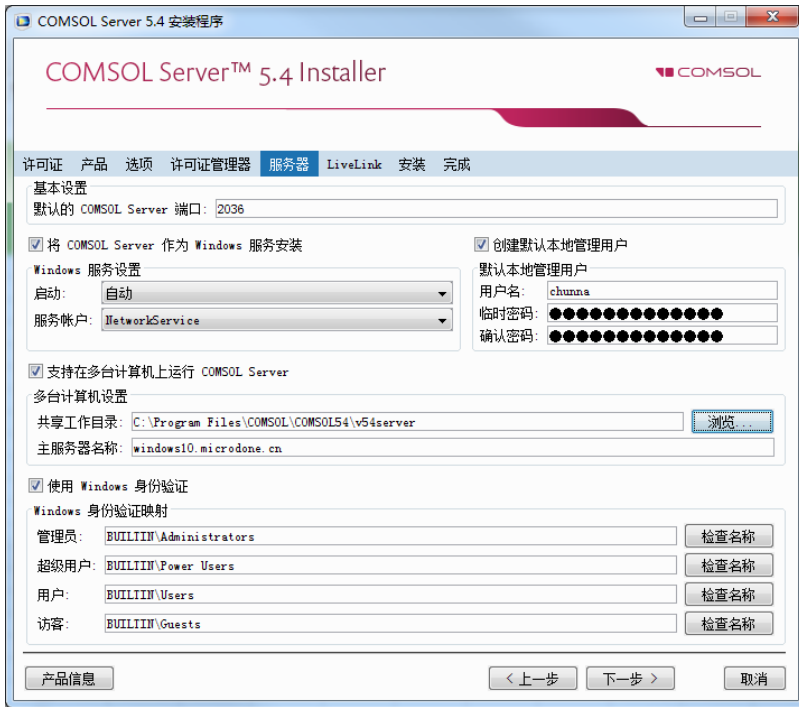 COMSOL Server 5.4 安装程序
COMSOL Server™ 5.4 Installer
COMSOL
许可证 产品 选项 许可证管理器 服务器 LiveLink 安装 完成
基本设置
默认的 COMSOL Server 端口: 2036
将 COMSOL Server 作为 Windows 服务安装
创建默认本地管理用户
Windows 服务设置
启动: 自动
服务帐户: NetworkService
默认本地管理用户
用户名: chunna
临时密码: ●●●●●●●●●●●●●
确认密码: ●●●●●●●●●●●●●
支持在多台计算机上运行 COMSOL Server
多台计算机设置
共享工作目录: C:\Program Files\COMSOL\COMSOL54\v54server 浏览...
主服务器名称: windows10.microdone.cn
使用 Windows 身份验证
Windows 身份验证映射
管理员: BUILTIN\Administrators 检查名称
超级用户: BUILTIN\Power Users 检查名称
用户: BUILTIN\Users 检查名称
访客: BUILTIN\Guests 检查名称
产品信息 < 上一步 下一步 > 取消